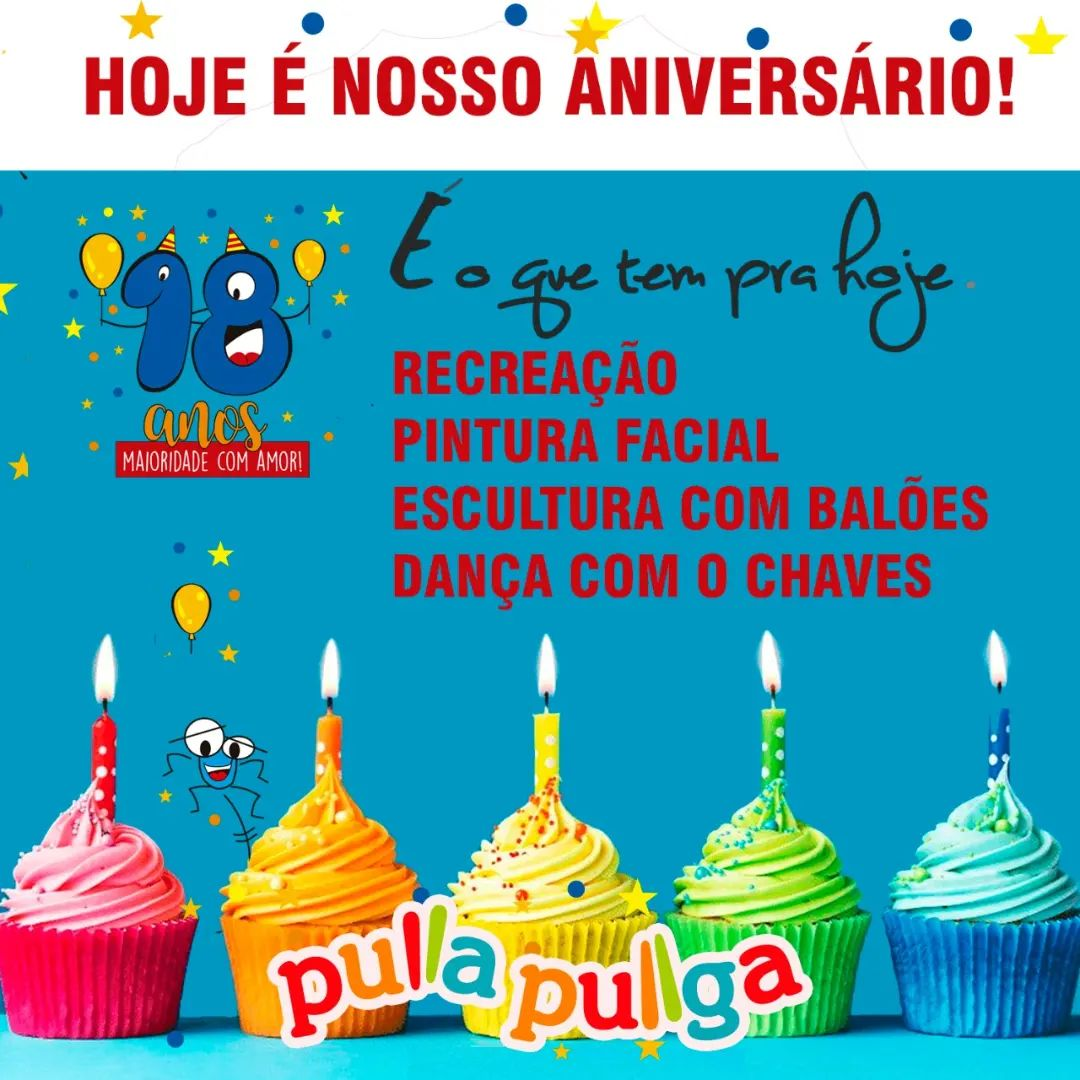 HOJE É NOSSO ANIVERSÁRIO!
18
anos
MAIORIDADE COM AMOR!
É o que tem pra hoje.
RECREAÇÃO
PINTURA FACIAL
ESCULTURA COM BALÕES
DANÇA COM O CHAVES
pulla pullga